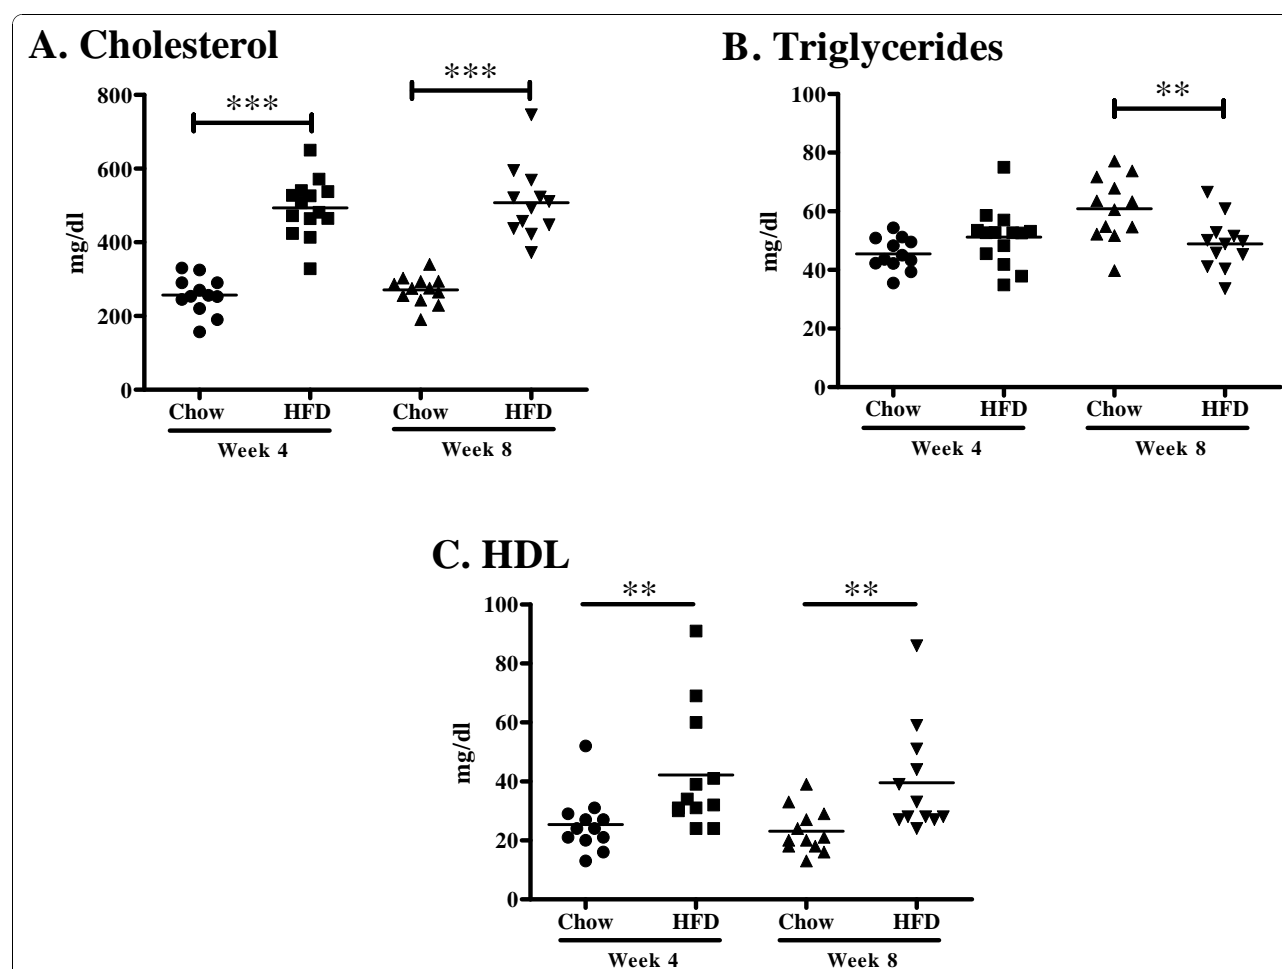 A. Cholesterol
***
***
800
600
400
200
0
mg/dl
Chow HFD Chow HFD
Week 4 Week 8
B. Triglycerides
**
100
80
60
40
20
0
mg/dl
Chow HFD Chow HFD
Week 4 Week 8
C. HDL
** **
100
80
60
40
20
0
mg/dl
Chow HFD Chow HFD
Week 4 Week 8